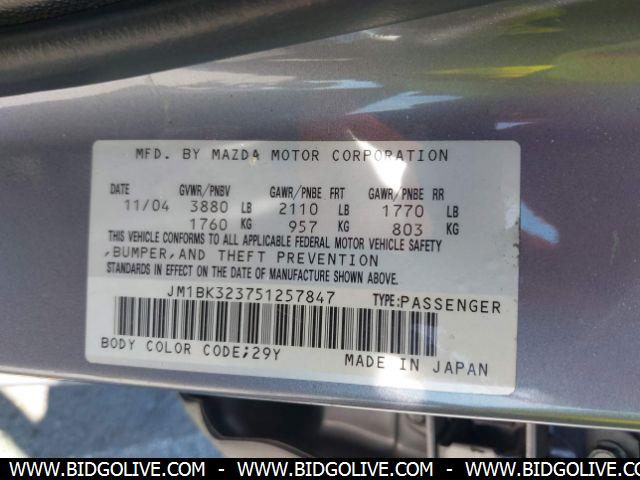 MFD. BY MAZDA MOTOR CORPORATION
DATE GVWR/PNBV GAWR/PNBE FRT GAWR/PNBE RR
11/04 3880 LB 2110 LB 1770 LB
1760 KG 957 KG 803 KG
THIS VEHICLE CONFORMS TO ALL APPLICABLE FEDERAL MOTOR VEHICLE SAFETY
,BUMPER,AND THEFT PREVENTION
STANDARDS IN EFFECT ON THE DATE OF MANUFACTURE SHOWN ABOVE.
JM1BK323751257847 TYPE:PASSENGER
BODY COLOR CODE;29Y MADE IN JAPAN
WWW.BIDGOLIVE.COM - WWW.BIDGOLIVE.COM - WWW.BIDGOLIVE.COM